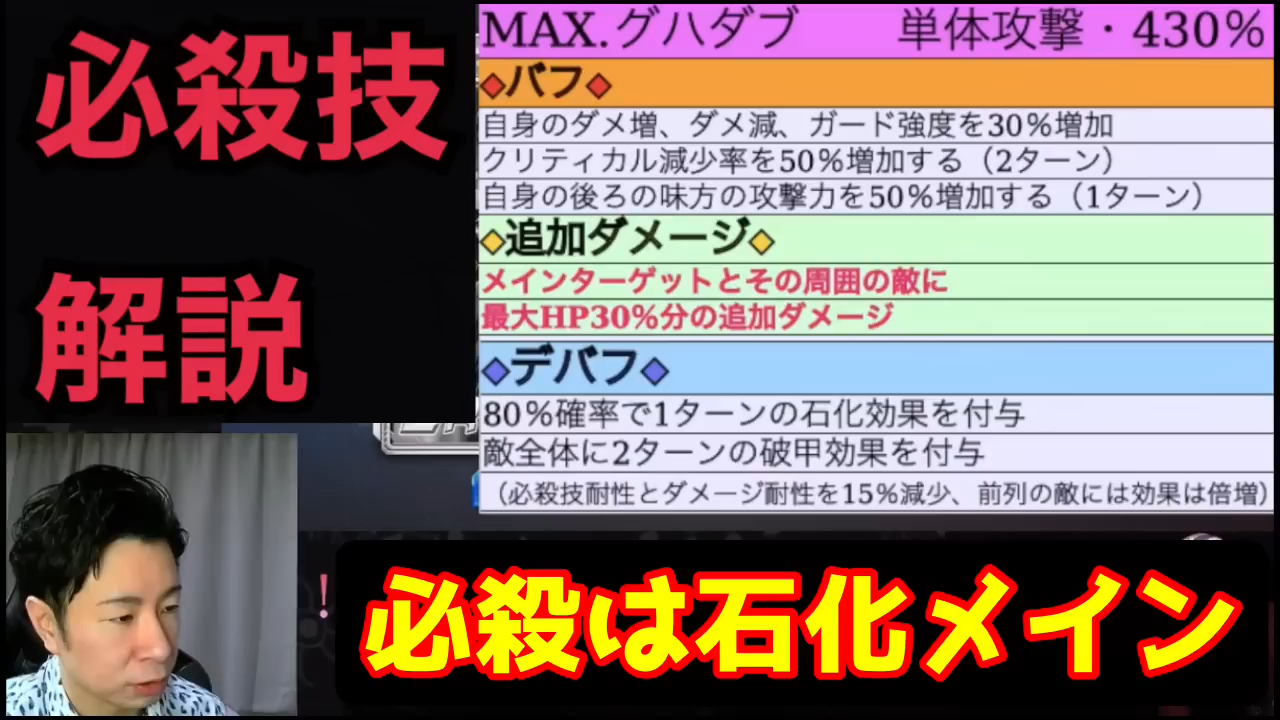 必殺技
解説
MAX.グハダブ 単体攻撃・430%
◆バフ◆
自身のダメ増、ダメ減、ガード強度を30%増加
クリティカル減少率を50%増加する（2ターン）
自身の後ろの味方の攻撃力を50%増加する（1ターン）
◆追加ダメージ◆
メインターゲットとその周囲の敵に
最大HP30%分の追加ダメージ
◆デバフ◆
80%確率で1ターンの石化効果を付与
敵全体に2ターンの破甲効果を付与
（必殺技耐性とダメージ耐性を15%減少、前列の敵には効果は倍増）
！
必殺は石化メイン